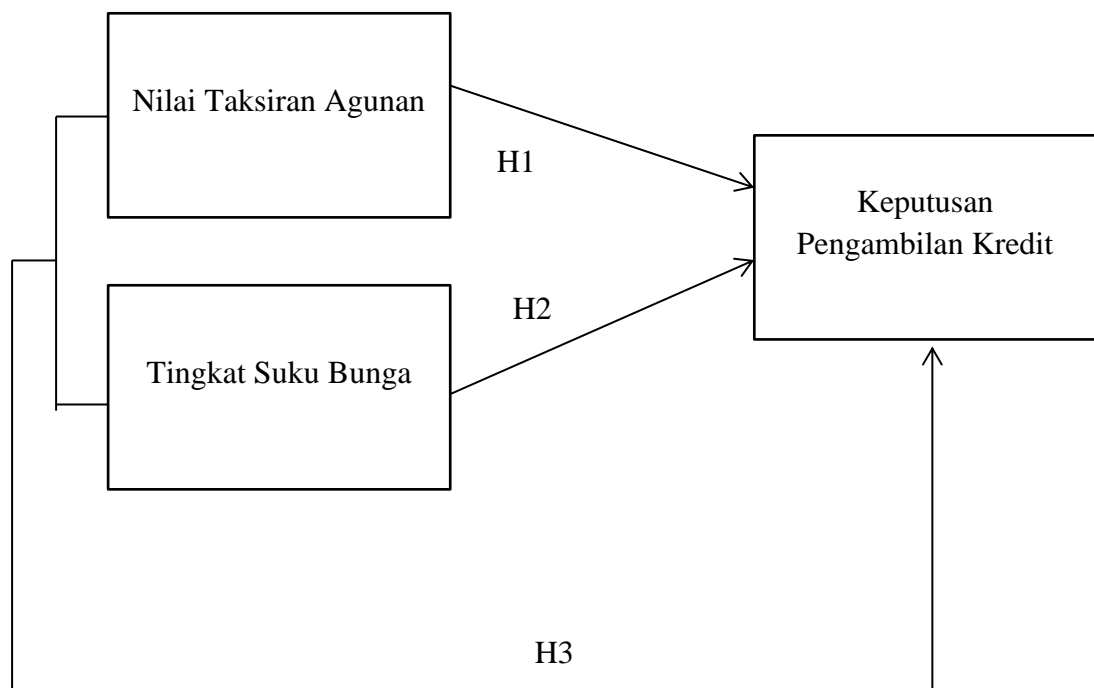 Nilai Taksiran Agunan
H1
Keputusan
Pengambilan Kredit
H2
Tingkat Suku Bunga
H3